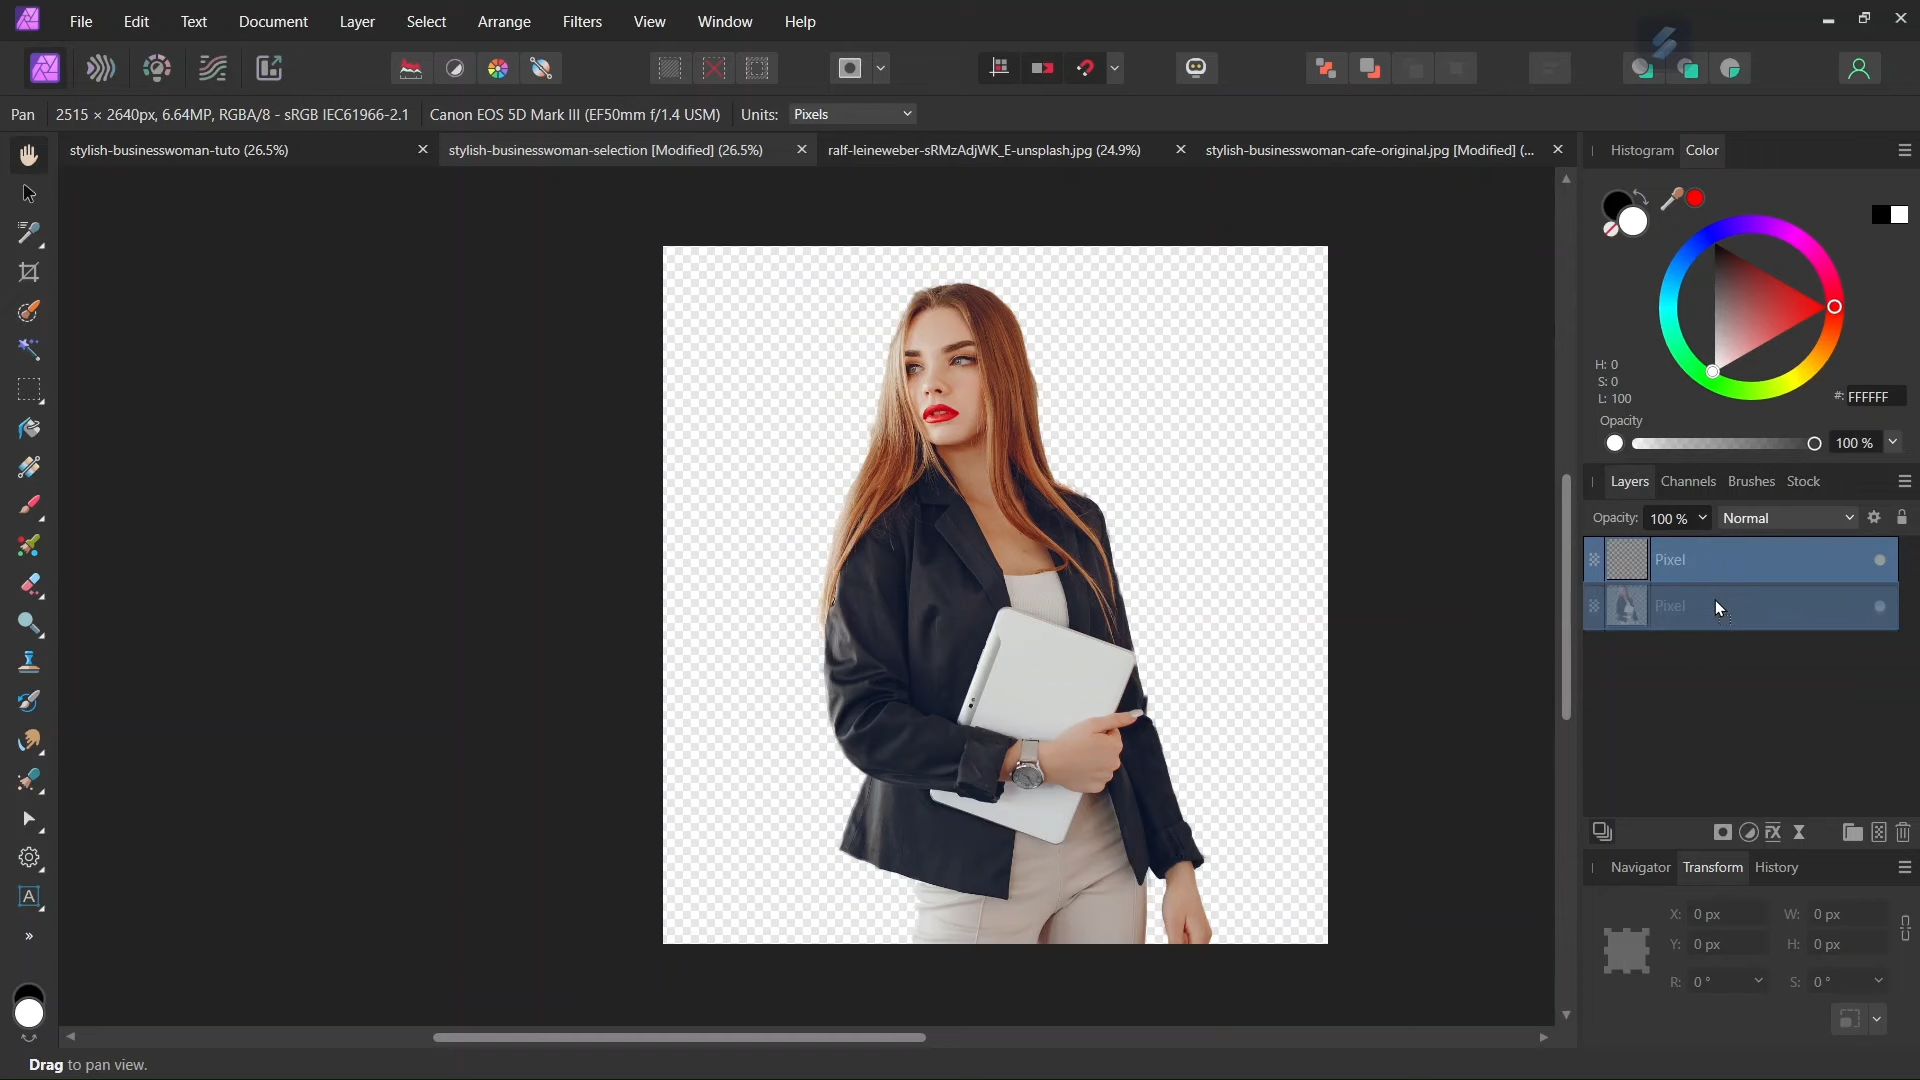 File Edit Text Document Layer Select Arrange Filters View Window Help
Pan 2515 × 2640px, 6.64MP, RGBA/8 - sRGB IEC61966-2.1 Canon EOS 5D Mark III (EF50mm f/1.4 USM) Units: Pixels
stylish-businesswoman-tuto (26.5%) stylish-businesswoman-selection [Modified] (26.5%) ralf-leineweber-sRMzAdjWK_E-unsplash.jpg (24.9%) stylish-businesswoman-cafe-original.jpg [Modified] (...
Histogram Color
H: 0
S: 0
L: 100
#: FFFFFF
Opacity
100 %
Layers Channels Brushes Stock
Opacity: 100 % Normal
Pixel
Pixel
Navigator Transform History
X: 0 px W: 0 px
Y: 0 px H: 0 px
R: 0 ° S: 0 °
Drag to pan view.